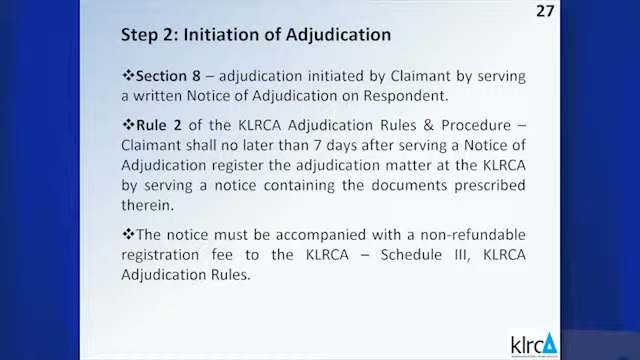 27
Step 2: Initiation of Adjudication
❖Section 8 – adjudication initiated by Claimant by serving
a written Notice of Adjudication on Respondent.
❖Rule 2 of the KLRCA Adjudication Rules & Procedure –
Claimant shall no later than 7 days after serving a Notice of
Adjudication register the adjudication matter at the KLRCA
by serving a notice containing the documents prescribed
therein.
❖The notice must be accompanied with a non-refundable
registration fee to the KLRCA – Schedule III, KLRCA
Adjudication Rules.
klrca